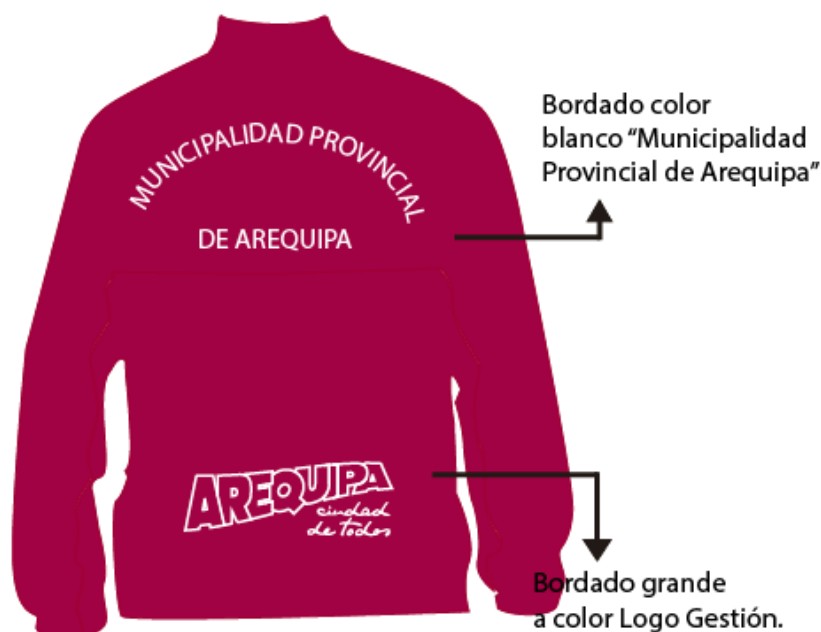 MUNICIPALIDAD PROVINCIAL
DE AREQUIPA
Bordado color
blanco “Municipalidad
Provincial de Arequipa”
AREQUIPA
ciudad
de todos
Bordado grande
a color Logo Gestión.